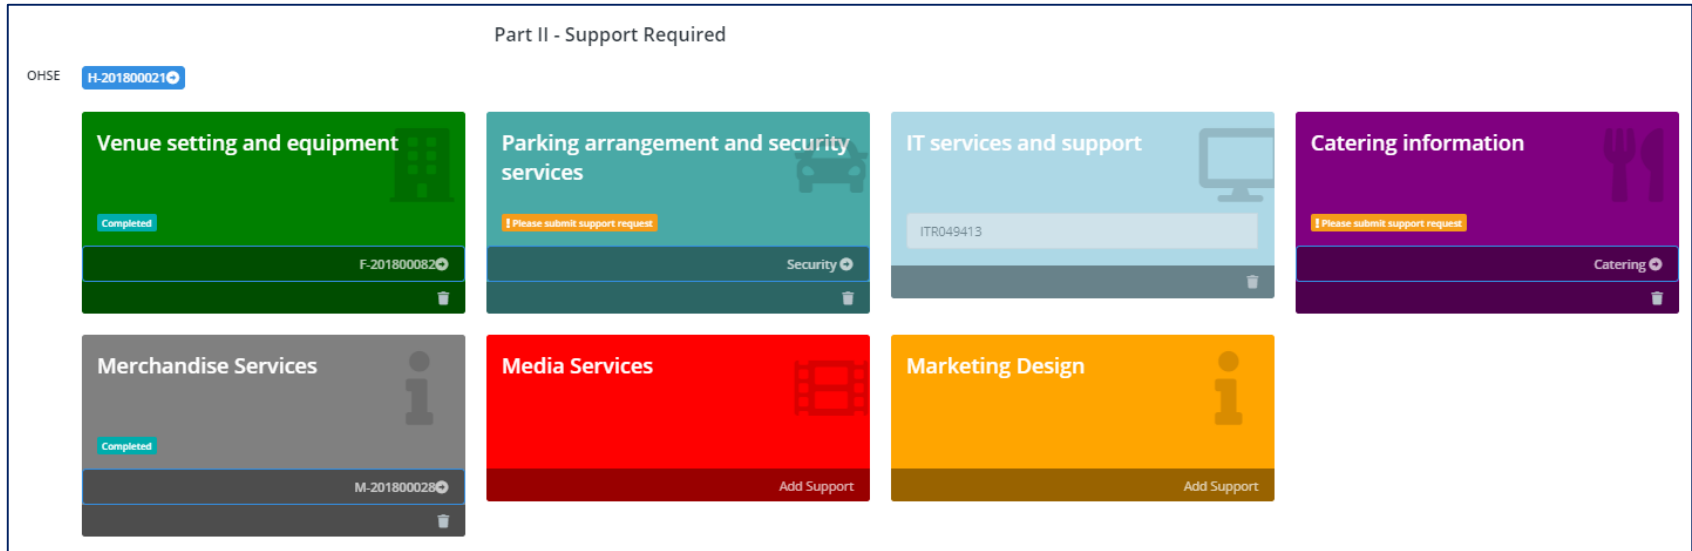 Part II - Support Required
OHSE H-201800021
Venue setting and equipment
Completed
F-201800082
Parking arrangement and security
services
! Please submit support request
Security
IT services and support
ITR049413
Catering information
! Please submit support request
Catering
Merchandise Services
Completed
M-201800028
Media Services
Add Support
Marketing Design
Add Support